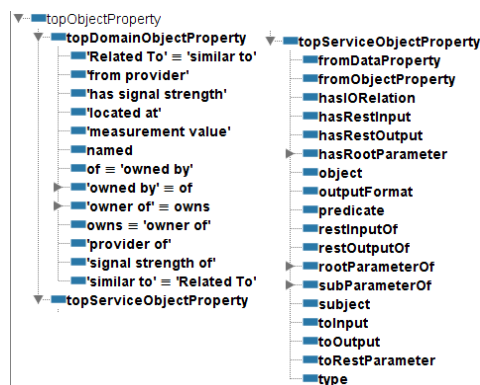 topObjectProperty
topDomainObjectProperty
'Related To' ≡ 'similar to'
'from provider'
'has signal strength'
'located at'
'measurement value'
named
of ≡ 'owned by'
'owned by' ≡ of
'owner of' ≡ owns
owns ≡ 'owner of'
'provider of'
'signal strength of'
'similar to' ≡ 'Related To'
topServiceObjectProperty
topServiceObjectProperty
fromDataProperty
fromObjectProperty
hasIORelation
hasRestInput
hasRestOutput
hasRootParameter
object
outputFormat
predicate
restInputOf
restOutputOf
rootParameterOf
subParameterOf
subject
toInput
toOutput
toRestParameter
type